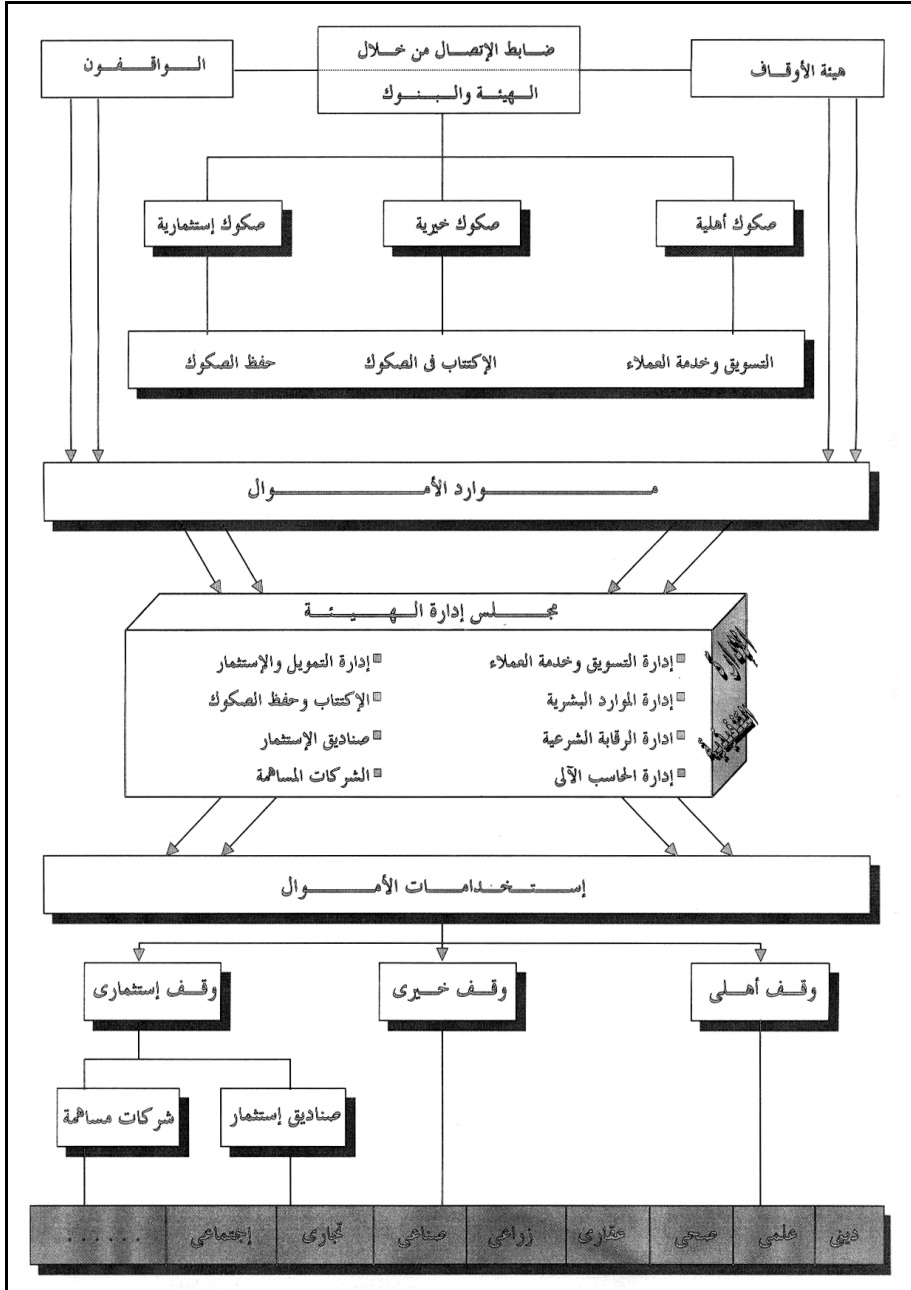 هيئة الأوقاف
ضابط الإتصال من خلال
الهيئة والبنوك
الواقفون
صكوك أهلية
صكوك خيرية
صكوك إستثمارية
التسويق وخدمة العملاء
الإكتتاب فى الصكوك
حفظ الصكوك
موارد الأموال
مجلس إدارة الهيئة
إدارة التسويق وخدمة العملاء
إدارة الموارد البشرية
ادارة الرقابة الشرعية
إدارة الحاسب الآلى
إدارة التمويل والإستثمار
الإكتتاب وحفظ الصكوك
صناديق الإستثمار
الشركات المساهمة
إستخدامات الأموال
وقف أهلى
وقف خيرى
وقف إستثمارى
صناديق إستثمار
شركات مساهمة
دينى
علمى
صحى
عقارى
زراعى
صناعى
تجارى
إجتماعى
......